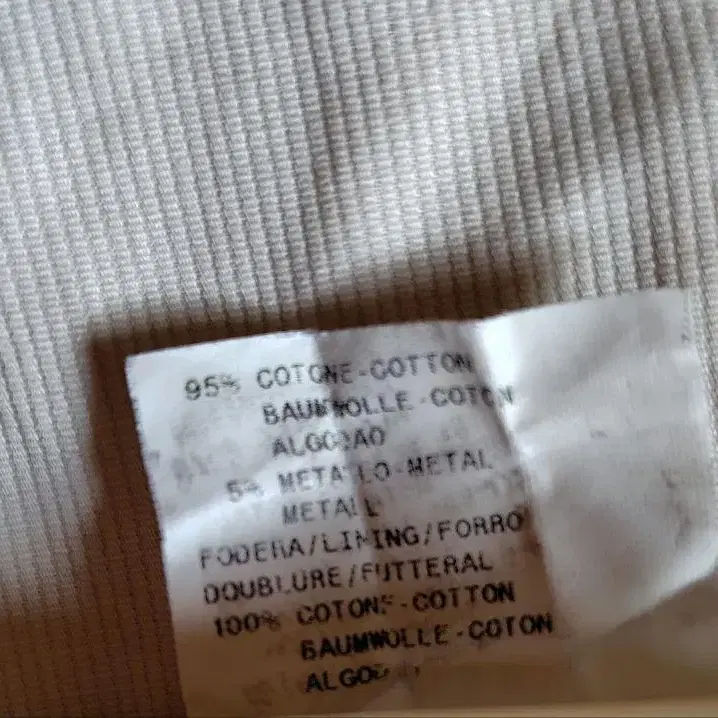 95% COTONE-COTTON
BAUMWOLLE-COTON
ALGODAO
5% METALLO-METAL
METALL
FODERA/LINING/FORRO
DOUBLURE/FUTTERAL
100% COTONE-COTTON
BAUMWOLLE-COTON